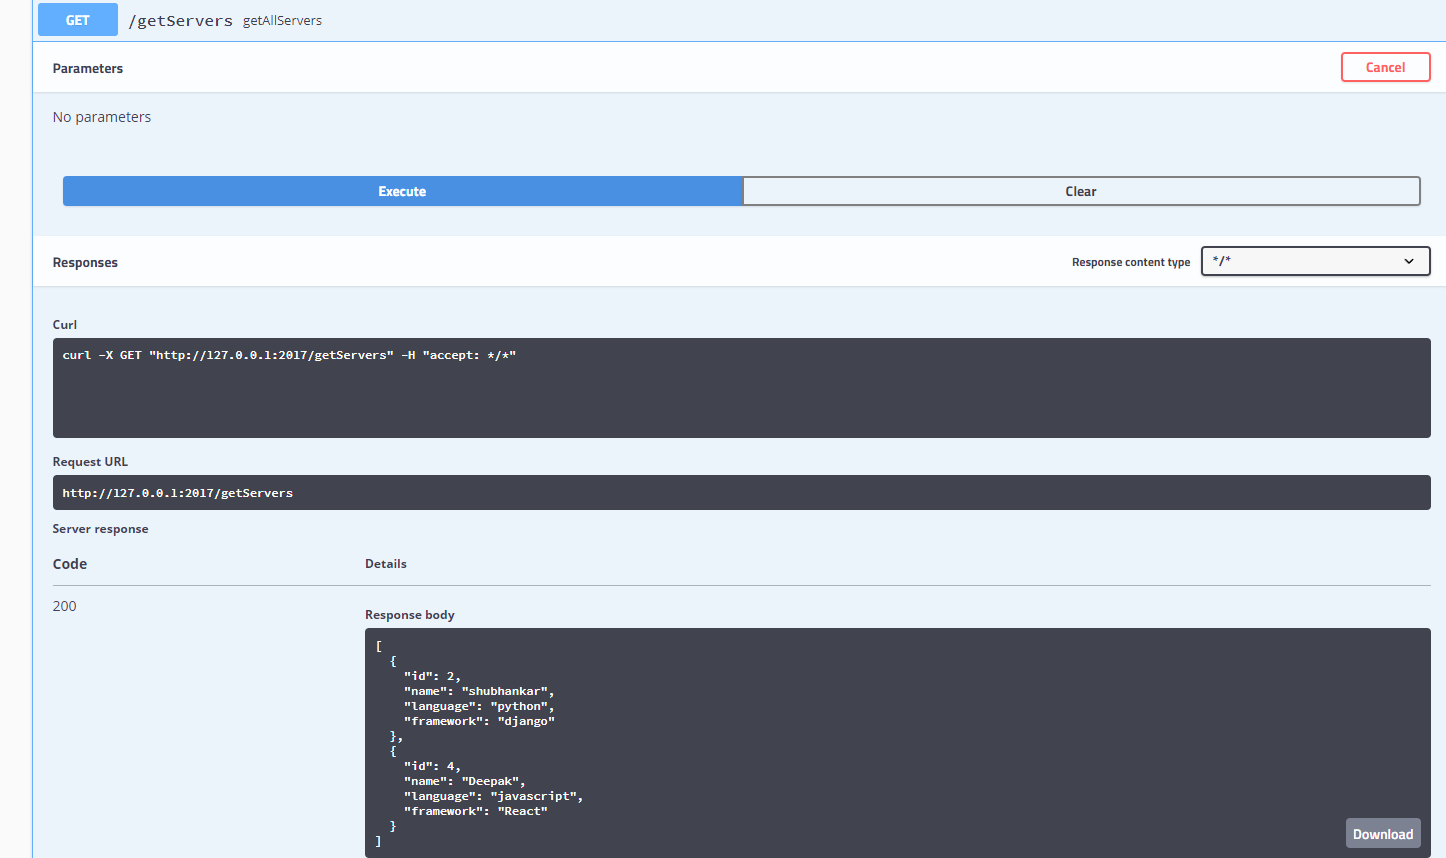 GET /getServers getAllServers
Parameters Cancel
No parameters
Execute Clear
Responses Response content type */*
Curl
curl -X GET "http://127.0.0.1:2017/getServers" -H "accept: */*"
Request URL
http://127.0.0.1:2017/getServers
Server response
Code Details
200
Response body
[
  {
    "id": 2,
    "name": "shubhankar",
    "language": "python",
    "framework": "django"
  },
  {
    "id": 4,
    "name": "Deepak",
    "language": "javascript",
    "framework": "React"
  }
]
Download